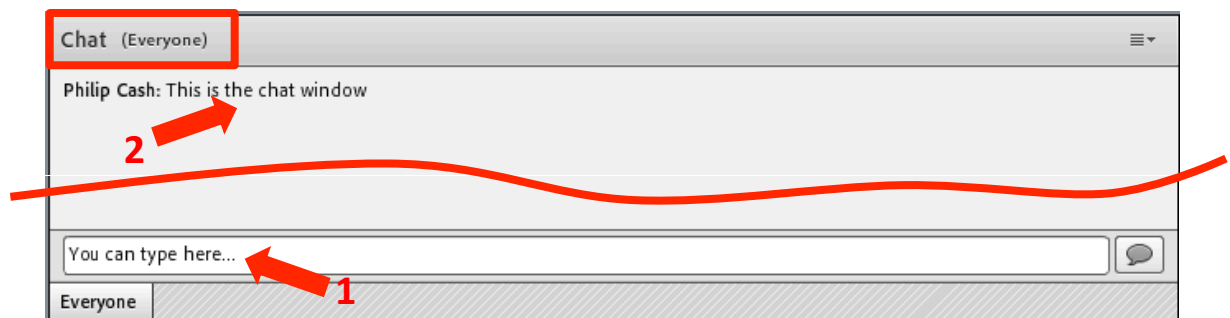 Chat (Everyone)
Philip Cash: This is the chat window
2
You can type here...
1
Everyone